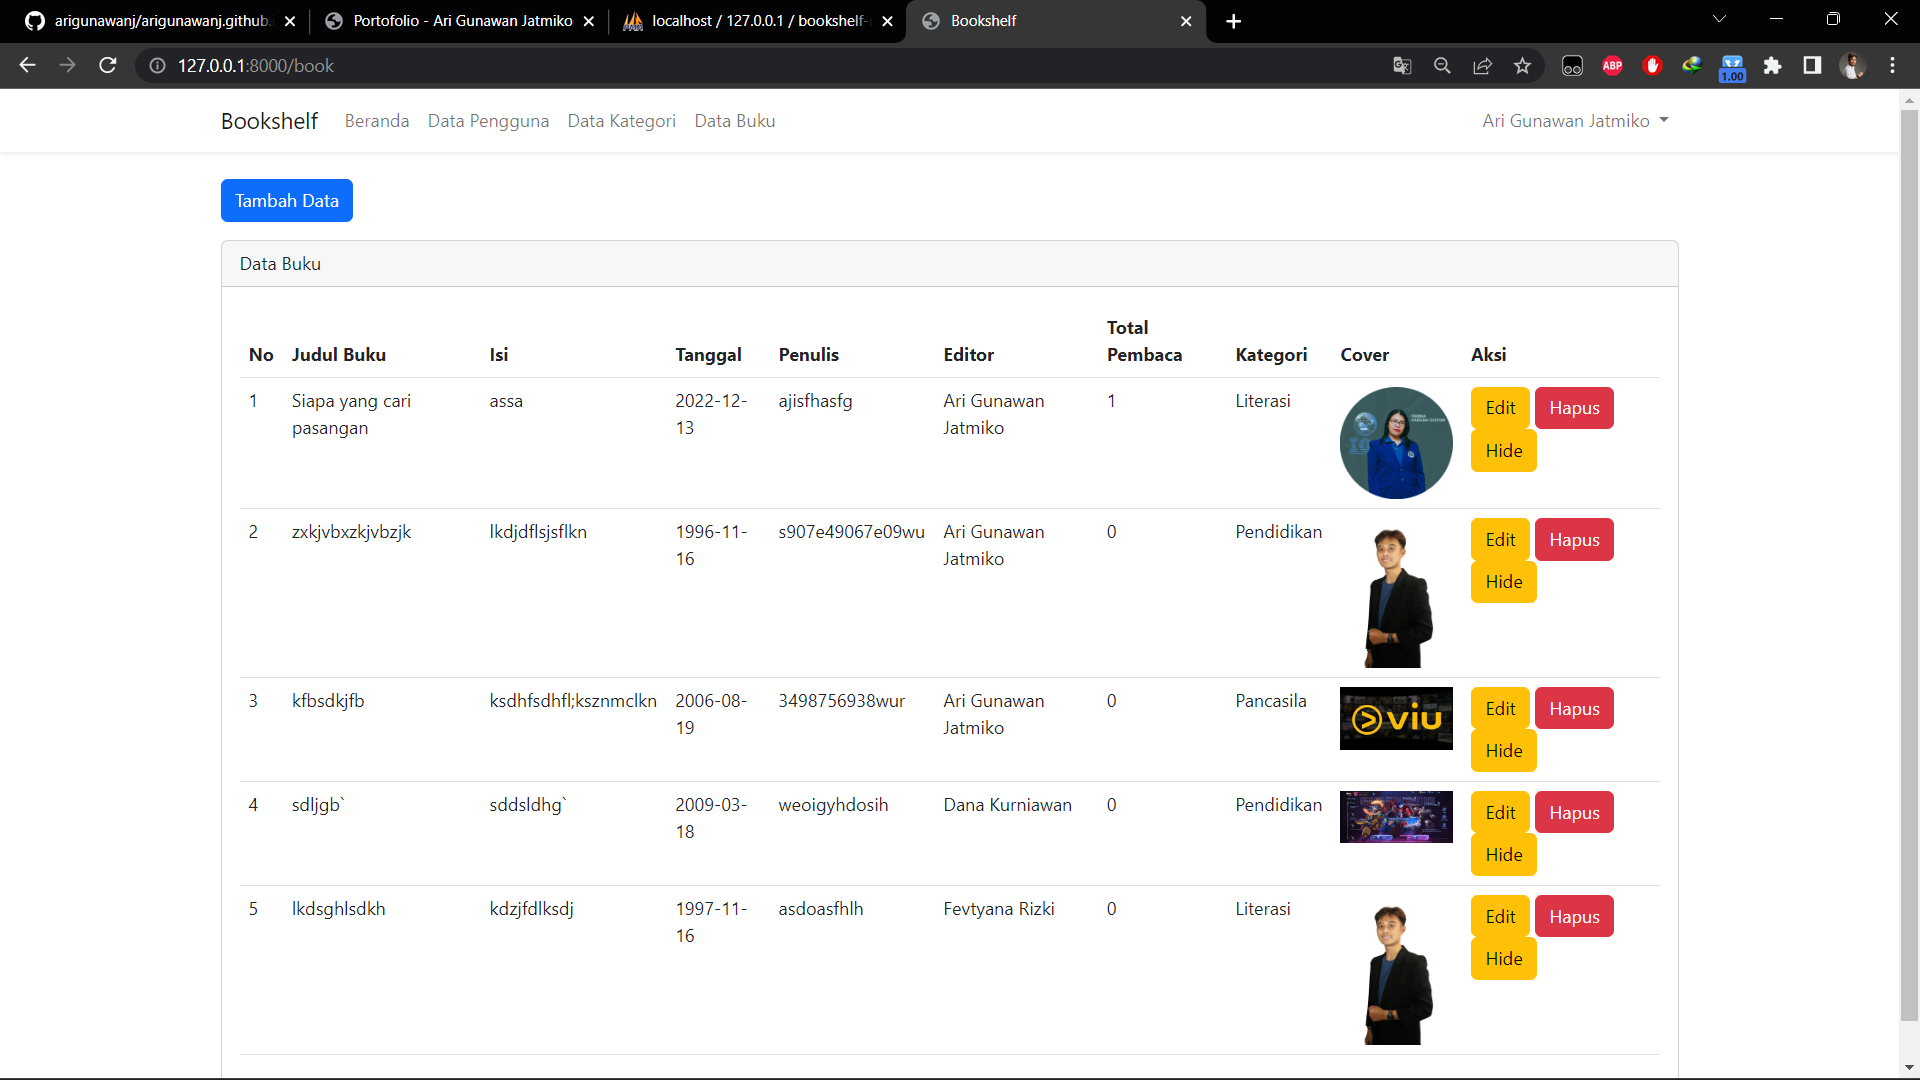 arigunawanj/arigunawanj.github.
Portofolio - Ari Gunawan Jatmiko
localhost / 127.0.0.1 / bookshelf-
Bookshelf
127.0.0.1:8000/book
ABP
1.00
Bookshelf Beranda Data Pengguna Data Kategori Data Buku Ari Gunawan Jatmiko
Tambah Data
Data Buku
No Judul Buku Isi Tanggal Penulis Editor Total Pembaca Kategori Cover Aksi
1 Siapa yang cari pasangan assa 2022-12-13 ajisfhasfg Ari Gunawan Jatmiko 1 Literasi Edit Hapus
Hide
2 zxkjvbxzkjvbzjk lkdjdflsjsflkn 1996-11-16 s907e49067e09wu Ari Gunawan Jatmiko 0 Pendidikan Edit Hapus
Hide
3 kfbsdkjfb ksdhfsdhfl;ksznmclkn 2006-08-19 3498756938wur Ari Gunawan Jatmiko 0 Pancasila viu Edit Hapus
Hide
4 sdljgb` sddsldhg` 2009-03-18 weoigyhdosih Dana Kurniawan 0 Pendidikan Edit Hapus
Hide
5 lkdsghlsdkh kdzjfdlksdj 1997-11-16 asdoasfhlh Fevtyana Rizki 0 Literasi Edit Hapus
Hide